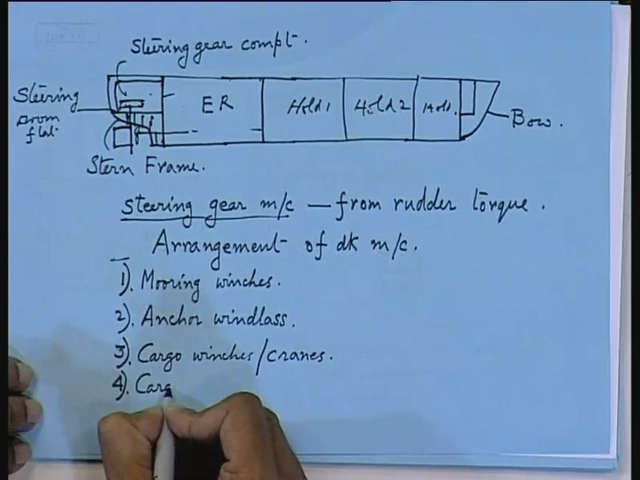 Steering gear compt.
Steering room flat.
ER
Hold 1
Hold 2
Hold.
Bow.
Stern Frame.
Steering gear m/c — from rudder torque.
Arrangement of dk m/c.
1). Mooring winches.
2). Anchor windlass.
3). Cargo winches/cranes.
4). Carg